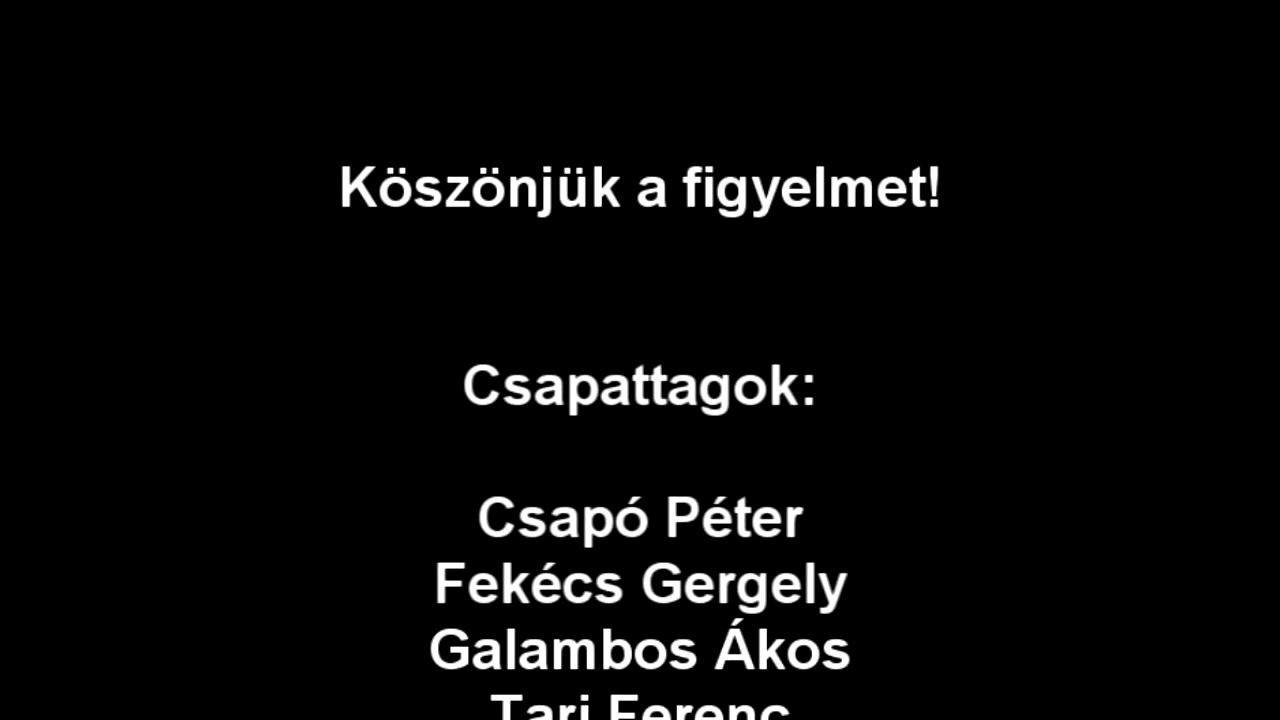 Köszönjük a figyelmet!
Csapattagok:
Csapó Péter
Fekécs Gergely
Galambos Ákos
Tari Ferenc